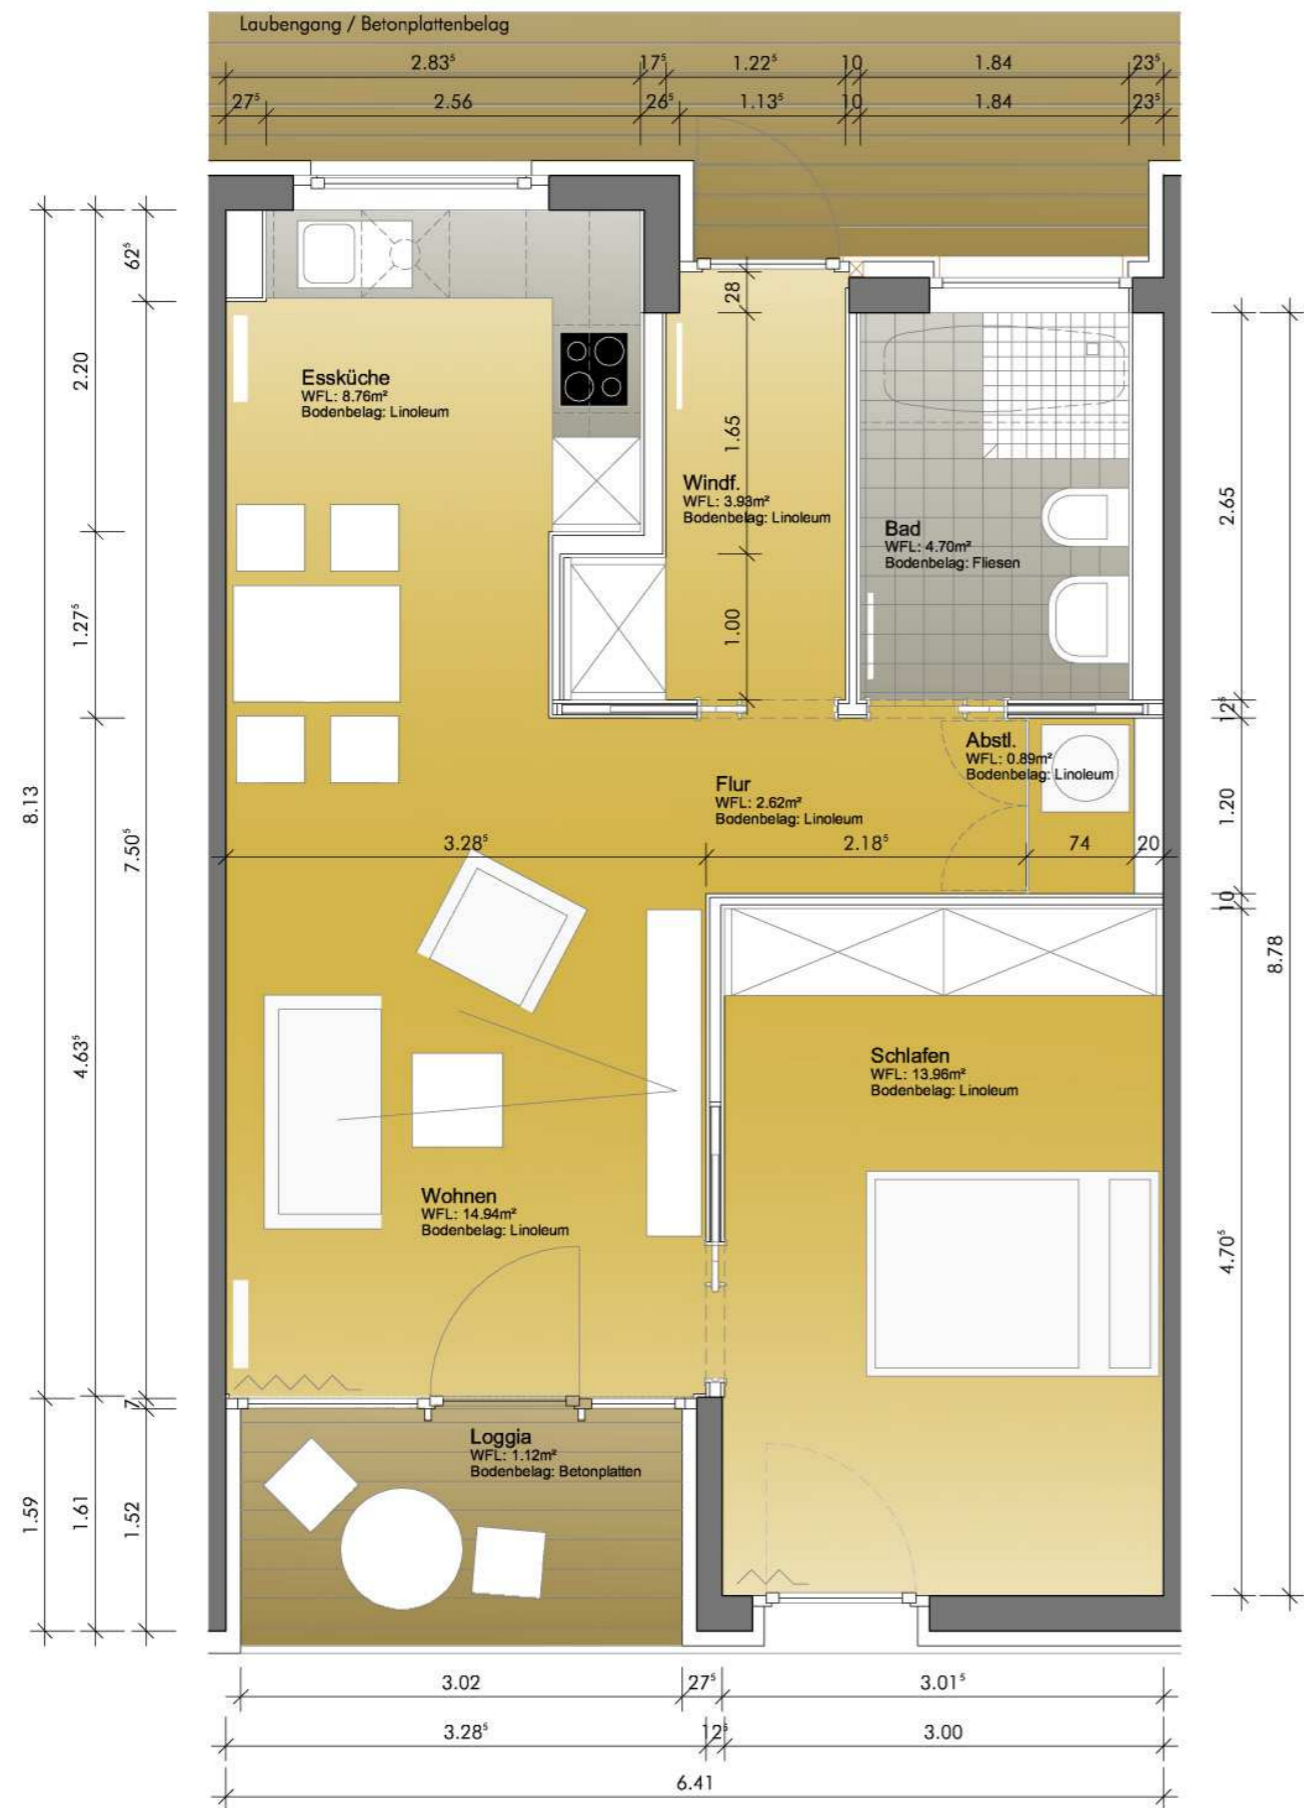 Laubengang / Betonplattenbelag
2.83⁵ 17⁵ 1.22⁵ 10 1.84 23⁵
27⁵ 2.56 26⁵ 1.13⁵ 10 1.84 23⁵
62⁵
28
2.20
Essküche
WFL: 8.76m²
Bodenbelag: Linoleum
1.65
Windf.
WFL: 3.93m²
Bodenbelag: Linoleum
2.65
Bad
WFL: 4.70m²
Bodenbelag: Fliesen
1.27⁵
1.00
12⁵
Abstl.
WFL: 0.89m²
Bodenbelag: Linoleum
Flur
WFL: 2.62m²
Bodenbelag: Linoleum
8.13
7.50⁵
1.20
3.28⁵ 2.18⁵ 74 20
10
8.78
4.63⁵
Schlafen
WFL: 13.96m²
Bodenbelag: Linoleum
Wohnen
WFL: 14.94m²
Bodenbelag: Linoleum
4.70⁵
7
Loggia
WFL: 1.12m²
Bodenbelag: Betonplatten
1.59
1.61
1.52
3.02 27⁵ 3.01⁵
3.28⁵ 12⁵ 3.00
6.41